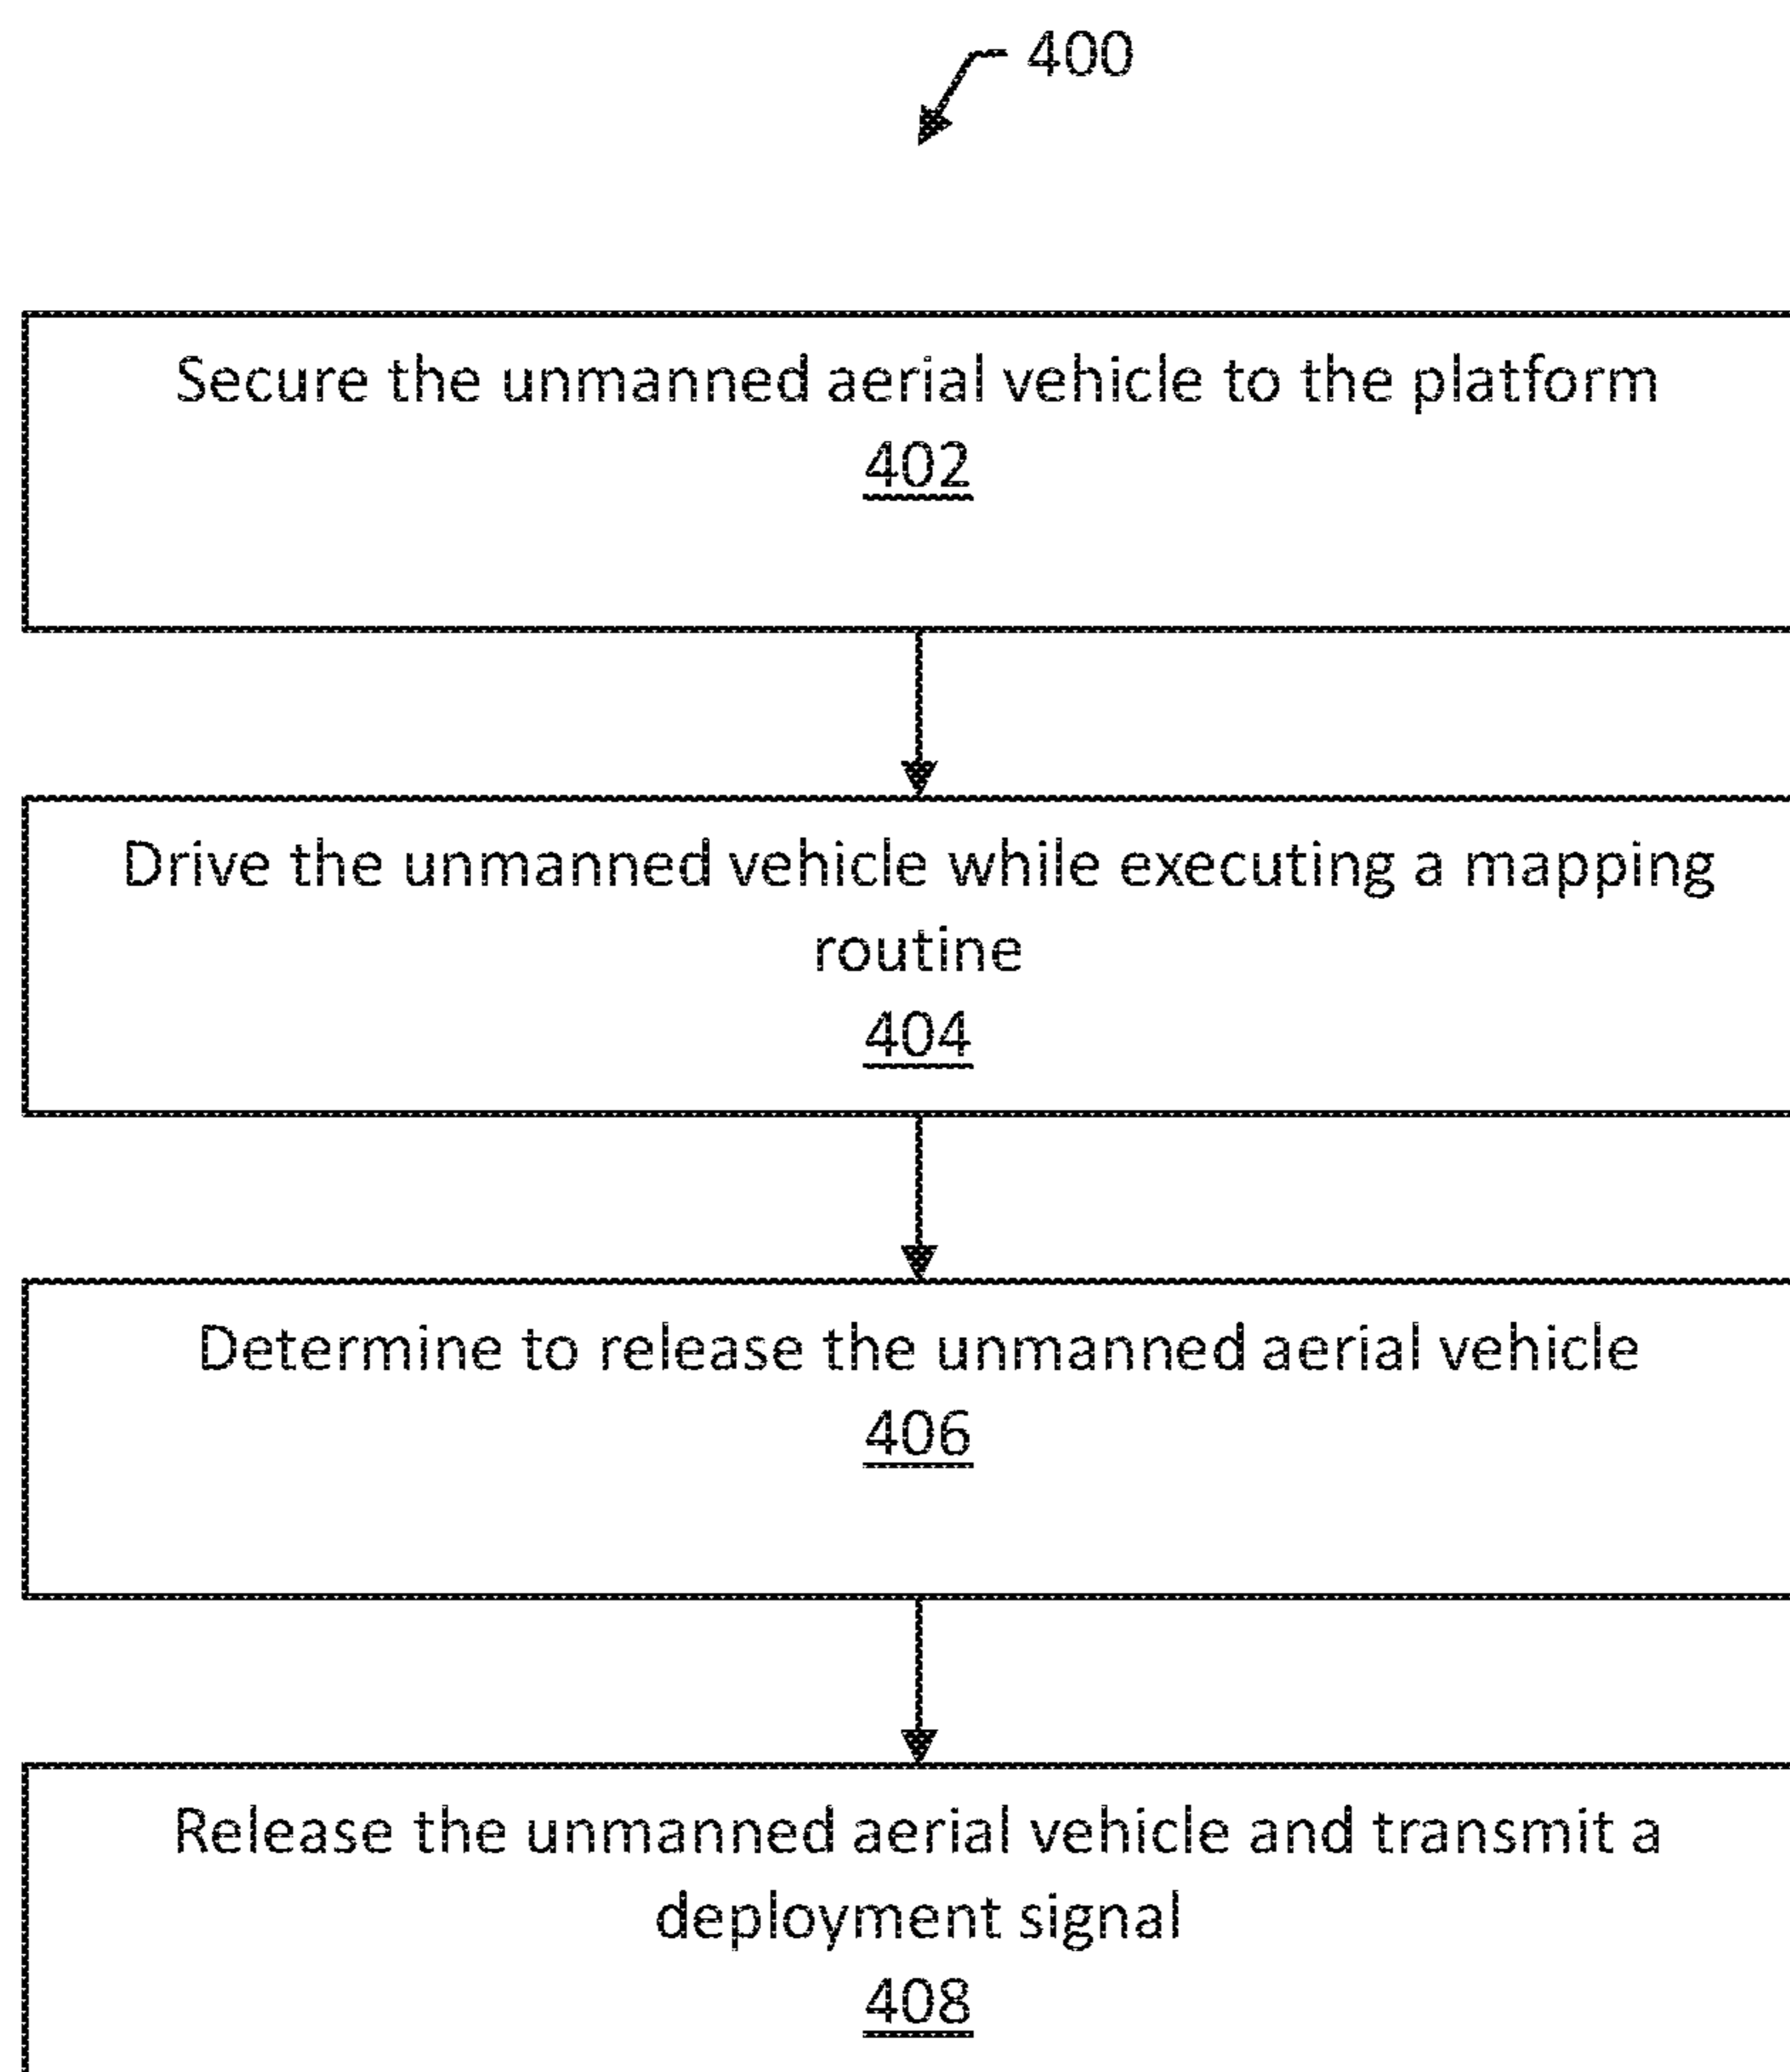 400
Secure the unmanned aerial vehicle to the platform
402
Drive the unmanned vehicle while executing a mapping
routine
404
Determine to release the unmanned aerial vehicle
406
Release the unmanned aerial vehicle and transmit a
deployment signal
408